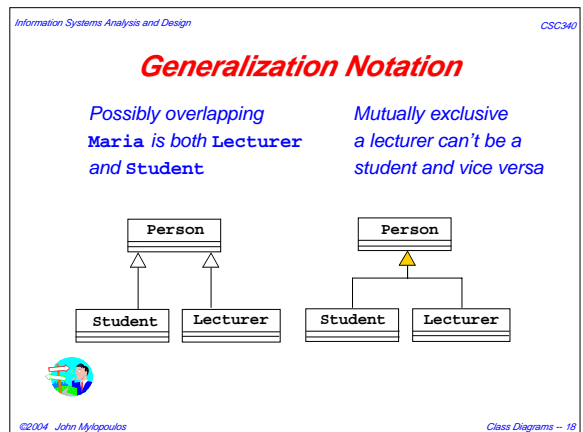 Information Systems Analysis and Design CSC340
Generalization Notation
Possibly overlapping
Maria is both Lecturer
and Student
Mutually exclusive
a lecturer can't be a
student and vice versa
Person
Student Lecturer
Person
Student Lecturer
©2004 John Mylopoulos Class Diagrams -- 18